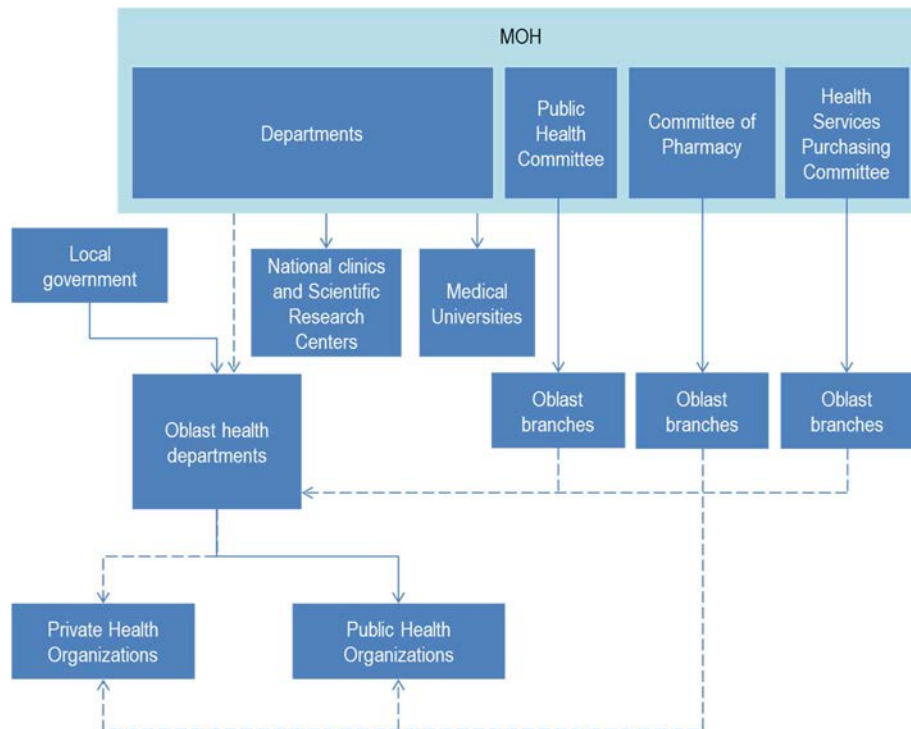 MOH
Departments
Public
Health
Committee
Committee of
Pharmacy
Health
Services
Purchasing
Committee
Local
government
National clinics
and Scientific
Research
Centers
Medical
Universities
Oblast health
departments
Oblast
branches
Oblast
branches
Oblast
branches
Private Health
Organizations
Public Health
Organizations